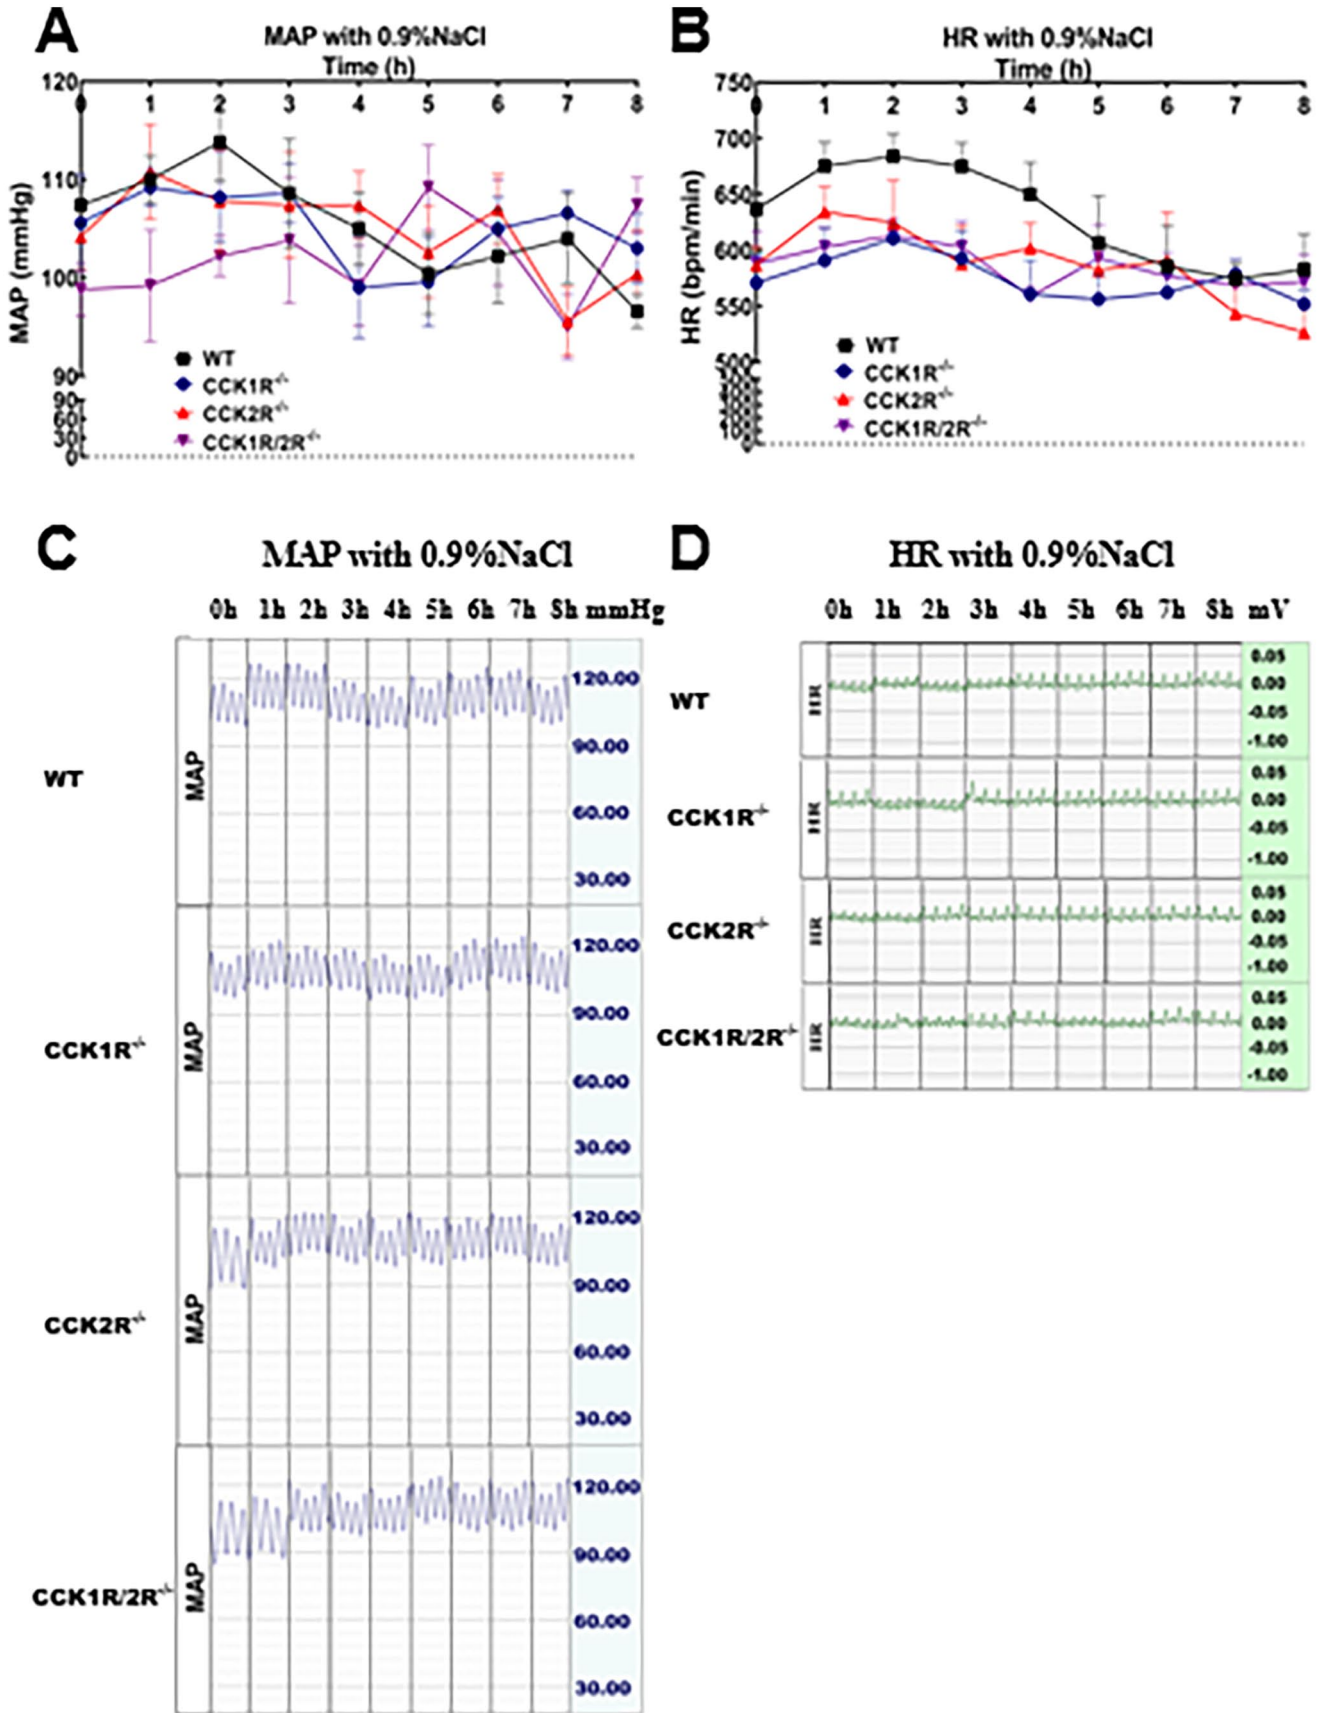 A
MAP with 0.9%NaCl
Time (h)
120
110
100
90
90
60
30
0
0 1 2 3 4 5 6 7 8
MAP (mmHg)
WT
CCK1R-/-
CCK2R-/-
CCK1R/2R-/-
B
HR with 0.9%NaCl
Time (h)
750
700
650
600
550
500
100
0
0 1 2 3 4 5 6 7 8
HR (bpm/min)
WT
CCK1R-/-
CCK2R-/-
CCK1R/2R-/-
C
MAP with 0.9%NaCl
0h 1h 2h 3h 4h 5h 6h 7h 8h mmHg
WT
MAP
120.00
90.00
60.00
30.00
CCK1R-/-
MAP
120.00
90.00
60.00
30.00
CCK2R-/-
MAP
120.00
90.00
60.00
30.00
CCK1R/2R-/-
MAP
120.00
90.00
60.00
30.00
D
HR with 0.9%NaCl
0h 1h 2h 3h 4h 5h 6h 7h 8h mV
WT
HR
0.05
0.00
-0.05
-1.00
CCK1R-/-
HR
0.05
0.00
-0.05
-1.00
CCK2R-/-
HR
0.05
0.00
-0.05
-1.00
CCK1R/2R-/-
HR
0.05
0.00
-0.05
-1.00